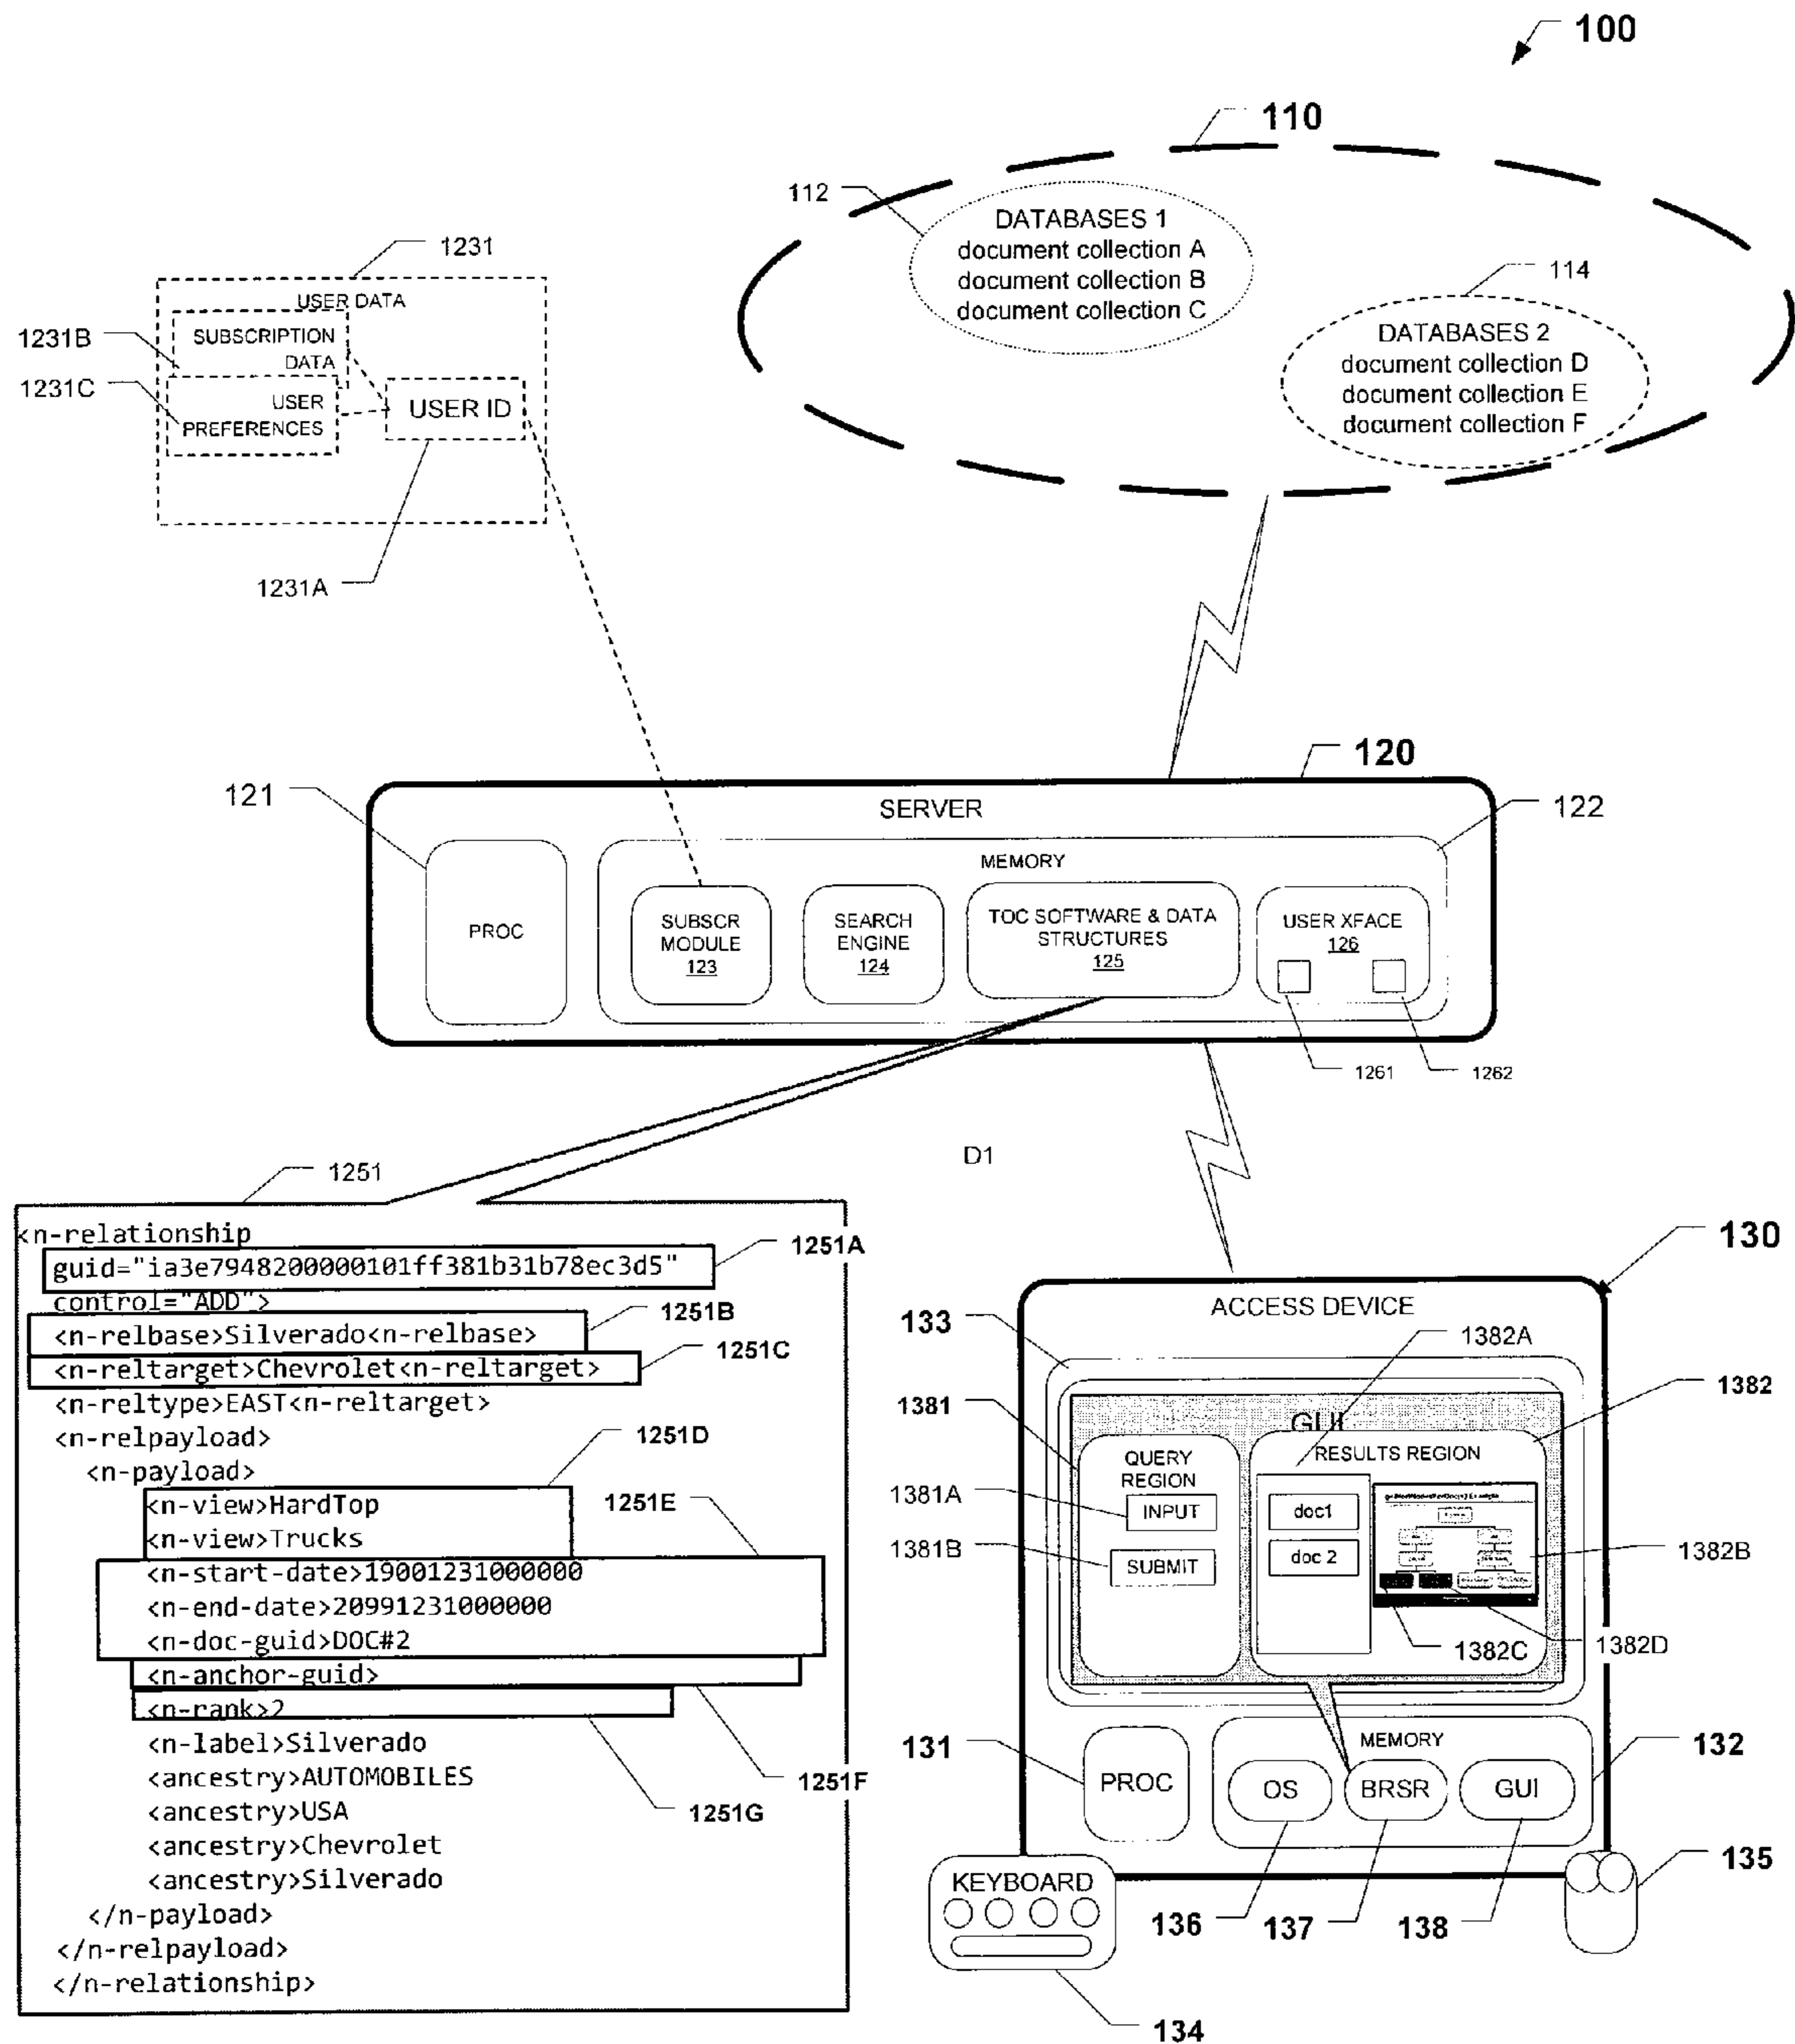 100
110
112
DATABASES 1
document collection A
document collection B
document collection C
114
DATABASES 2
document collection D
document collection E
document collection F
1231
USER DATA
1231B
SUBSCRIPTION
DATA
1231C
USER
PREFERENCES
USER ID
1231A
120
121
SERVER
122
MEMORY
PROC
SUBSCR
MODULE
123
SEARCH
ENGINE
124
TOC SOFTWARE & DATA
STRUCTURES
125
USER XFACE
126
1261
1262
D1
1251
<n-relationship
guid="ia3e7948200000101ff381b31b78ec3d5"
1251A
control="ADD">
1251B
<n-relbase>Silverado<n-relbase>
<n-reltarget>Chevrolet<n-reltarget>
1251C
<n-reltype>EAST<n-reltarget>
<n-relpayload>
1251D
<n-payload>
<n-view>HardTop
1251E
<n-view>Trucks
<n-start-date>19001231000000
<n-end-date>20991231000000
<n-doc-guid>DOC#2
<n-anchor-guid>
<n-rank>2
<n-label>Silverado
<ancestry>AUTOMOBILES
1251F
<ancestry>USA
1251G
<ancestry>Chevrolet
<ancestry>Silverado
</n-payload>
</n-relpayload>
</n-relationship>
130
ACCESS DEVICE
133
1382A
1382
1381
GUI
QUERY
REGION
RESULTS REGION
1381A
INPUT
doc1
1381B
SUBMIT
doc 2
1382B
1382C
1382D
131
PROC
MEMORY
132
OS
BRSR
GUI
KEYBOARD
135
136
137
138
134